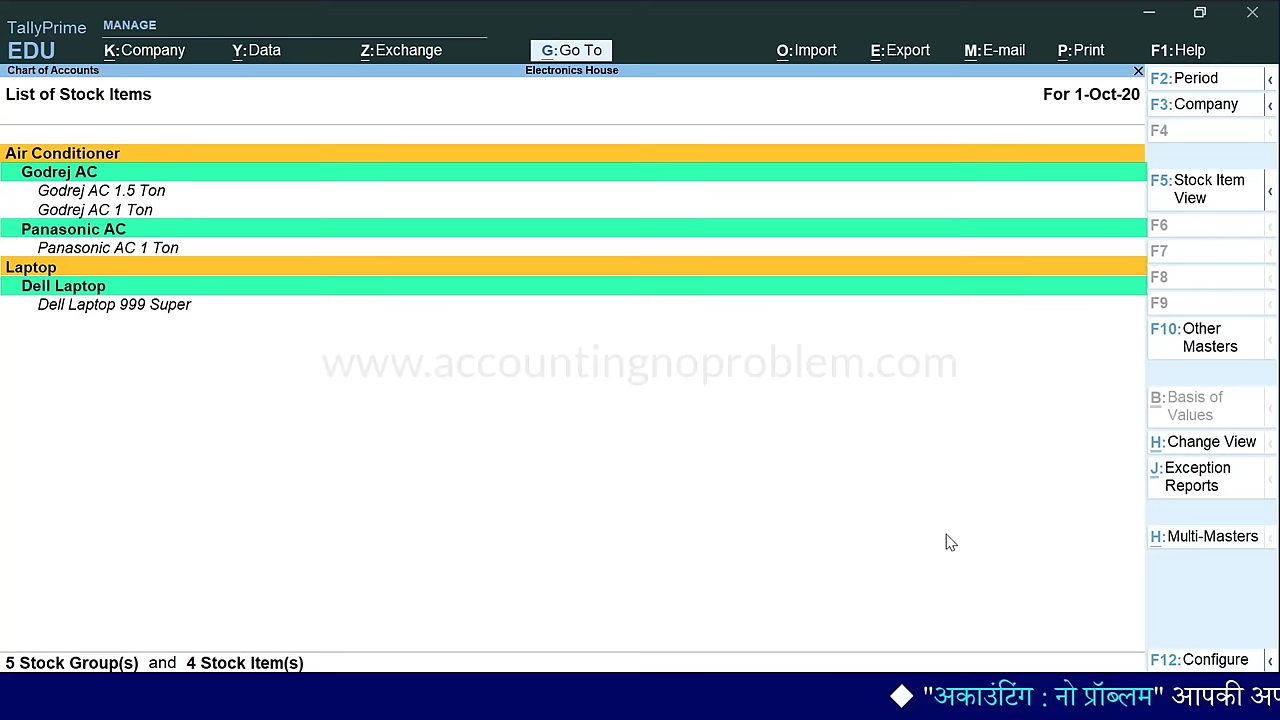 TallyPrime
EDU
MANAGE
K:Company Y:Data Z:Exchange G:Go To O:Import E:Export M:E-mail P:Print F1:Help
Chart of Accounts Electronics House
List of Stock Items For 1-Oct-20
Air Conditioner
Godrej AC
Godrej AC 1.5 Ton
Godrej AC 1 Ton
Panasonic AC
Panasonic AC 1 Ton
Laptop
Dell Laptop
Dell Laptop 999 Super
www.accountingnoproblem.com
5 Stock Group(s) and 4 Stock Item(s)
F2:Period
F3:Company
F4
F5:Stock Item
View
F6
F7
F8
F9
F10:Other
Masters
B:Basis of
Values
H:Change View
J:Exception
Reports
H:Multi-Masters
F12:Configure
"अकाउंटिंग : नो प्रॉब्लम" आपकी